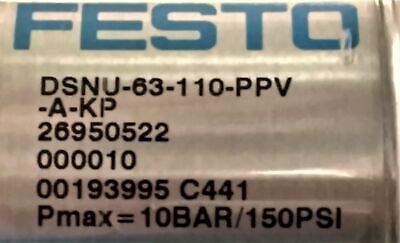 FESTO
DSNU-63-110-PPV
-A-KP
26950522
000010
00193995 C441
Pmax=10BAR/150PSI